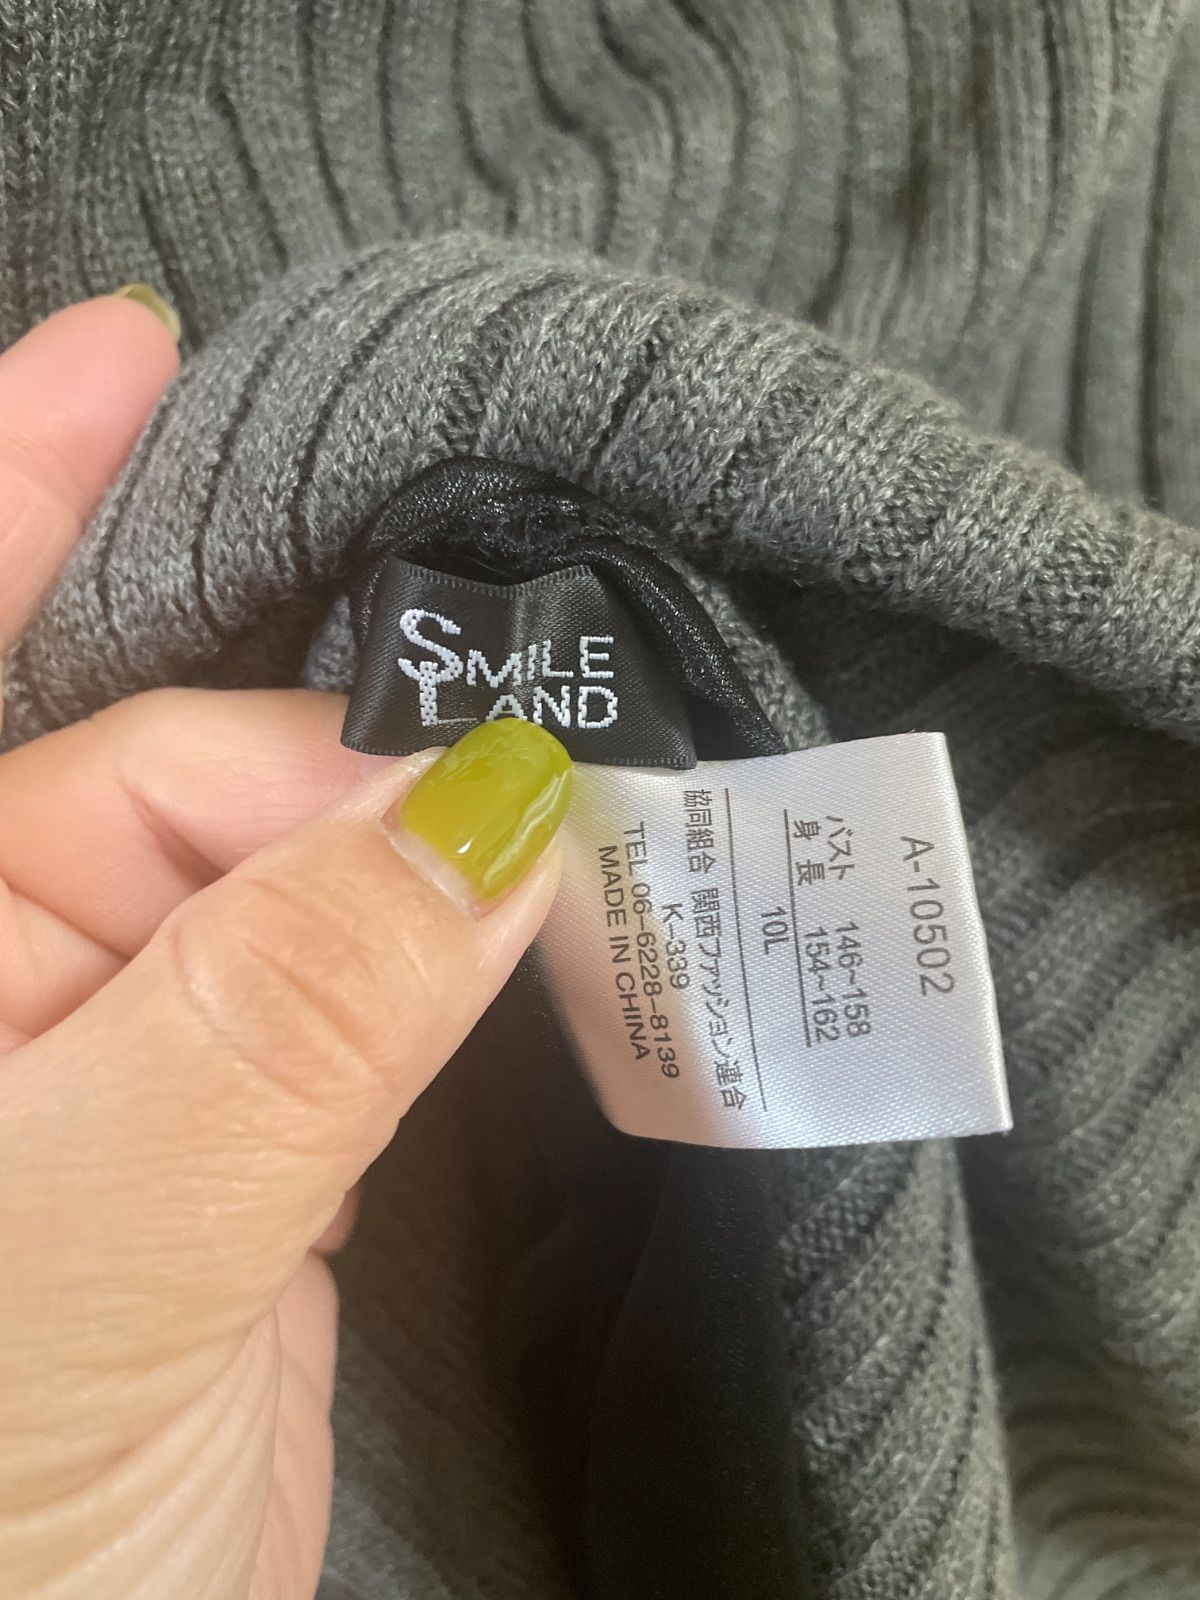 SMILE
LAND
A-10502
バスト 146~158
身長 154~162
10L
協同組合 関西ファッション連合
K-339
TEL 06-6228-8139
MADE IN CHINA